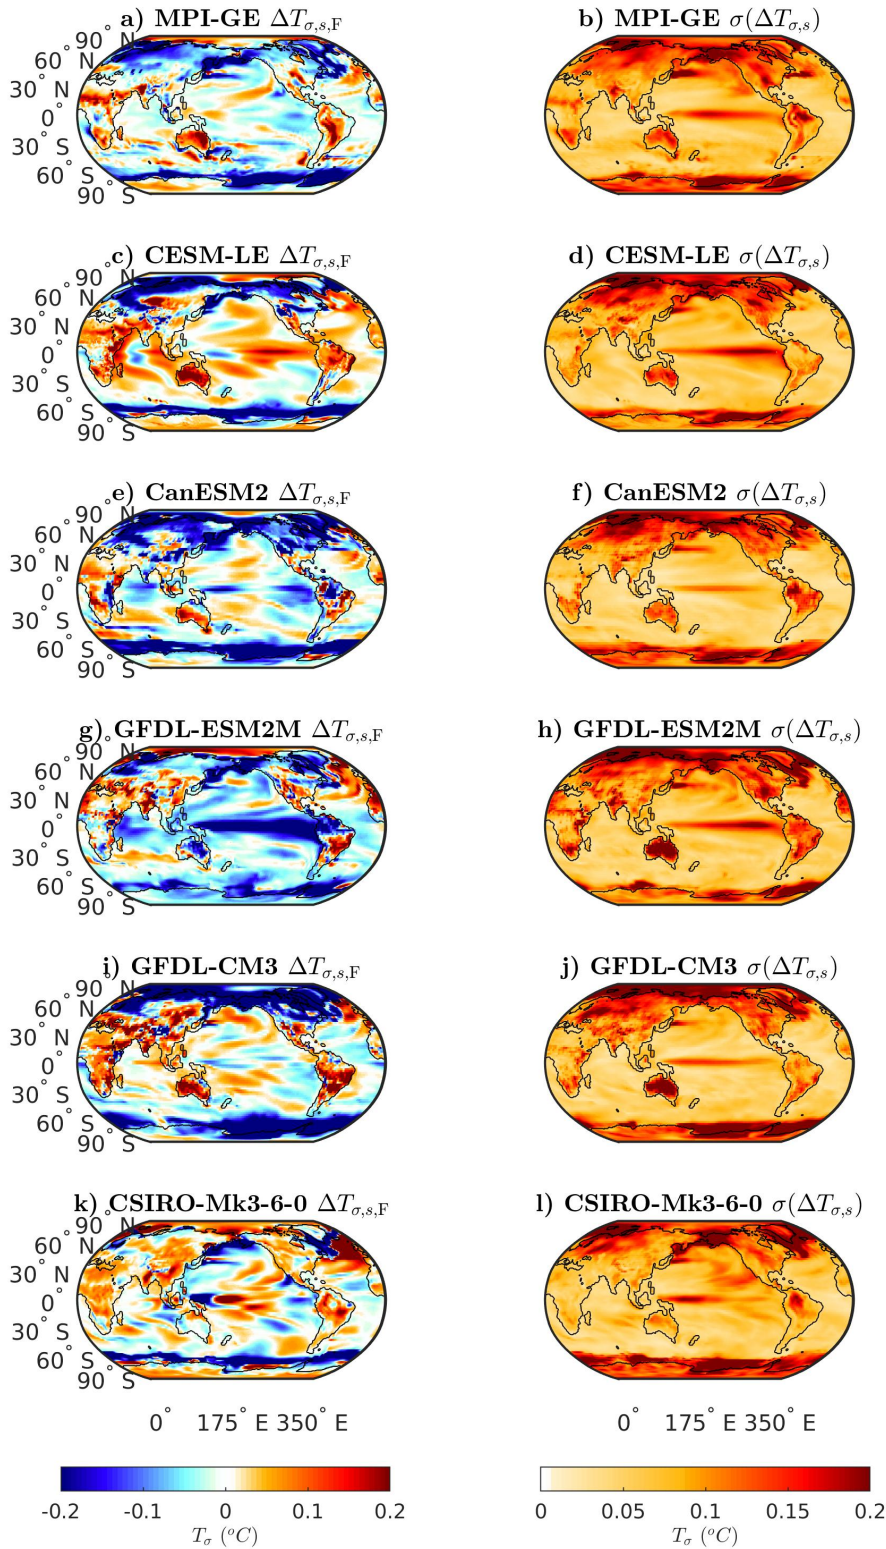 a) MPI-GE ΔT_{σ,s,F}
b) MPI-GE σ(ΔT_{σ,s})
90° N
60° N
30° N
0°
30° S
60° S
90° S
c) CESM-LE ΔT_{σ,s,F}
d) CESM-LE σ(ΔT_{σ,s})
90° N
60° N
30° N
0°
30° S
60° S
90° S
e) CanESM2 ΔT_{σ,s,F}
f) CanESM2 σ(ΔT_{σ,s})
90° N
60° N
30° N
0°
30° S
60° S
90° S
g) GFDL-ESM2M ΔT_{σ,s,F}
h) GFDL-ESM2M σ(ΔT_{σ,s})
90° N
60° N
30° N
0°
30° S
60° S
90° S
i) GFDL-CM3 ΔT_{σ,s,F}
j) GFDL-CM3 σ(ΔT_{σ,s})
90° N
60° N
30° N
0°
30° S
60° S
90° S
k) CSIRO-Mk3-6-0 ΔT_{σ,s,F}
l) CSIRO-Mk3-6-0 σ(ΔT_{σ,s})
90° N
60° N
30° N
0°
30° S
60° S
90° S
0° 175° E 350° E
0° 175° E 350° E
-0.2 -0.1 0 0.1 0.2
T_σ (°C)
0 0.05 0.1 0.15 0.2
T_σ (°C)